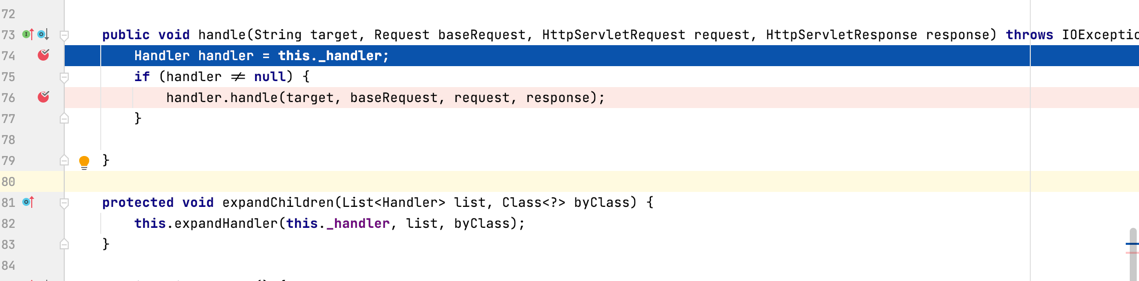 72
73 public void handle(String target, Request baseRequest, HttpServletRequest request, HttpServletResponse response) throws IOExceptio
74 Handler handler = this._handler;
75 if (handler ≠ null) {
76 handler.handle(target, baseRequest, request, response);
77 }
78
79 }
80
81 protected void expandChildren(List<Handler> list, Class<?> byClass) {
82 this.expandHandler(this._handler, list, byClass);
83 }
84